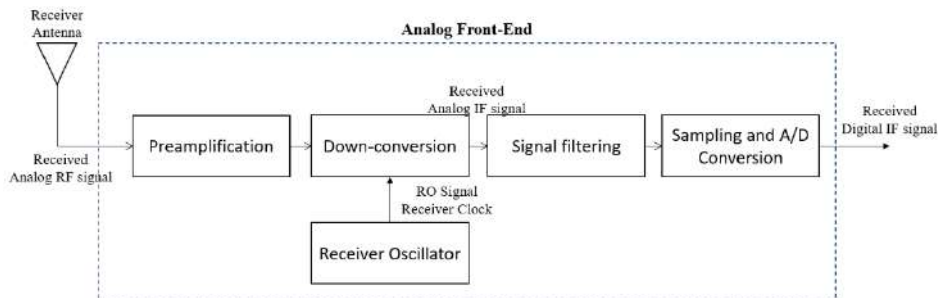 Receiver
Antenna
Analog Front-End
Received
Analog IF signal
Received
Digital IF signal
Preamplification
Down-conversion
Signal filtering
Sampling and A/D
Conversion
Received
Analog RF signal
RO Signal
Receiver Clock
Receiver Oscillator